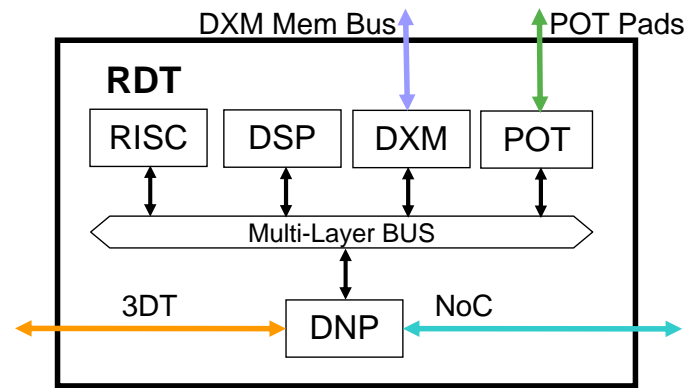 DXM Mem Bus
POT Pads
RDT
RISC
DSP
DXM
POT
Multi-Layer BUS
3DT
DNP
NoC